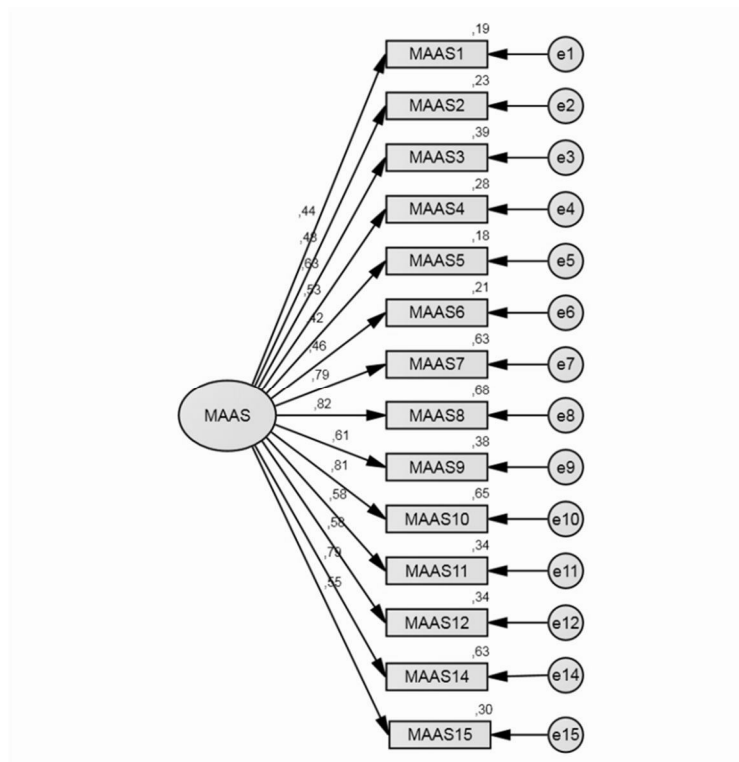 ,19
MAAS1 e1
,23
MAAS2 e2
,39
MAAS3 e3
,28
MAAS4 e4
,44
,48
,18
MAAS5 e5
,63
,53
,21
MAAS6 e6
,42
,46
,63
MAAS7 e7
,79
,68
MAAS MAAS8 e8
,82
,61
,38
MAAS9 e9
,81
,65
,58
MAAS10 e10
,58
,34
,79
MAAS11 e11
,55
,34
MAAS12 e12
,63
MAAS14 e14
,30
MAAS15 e15